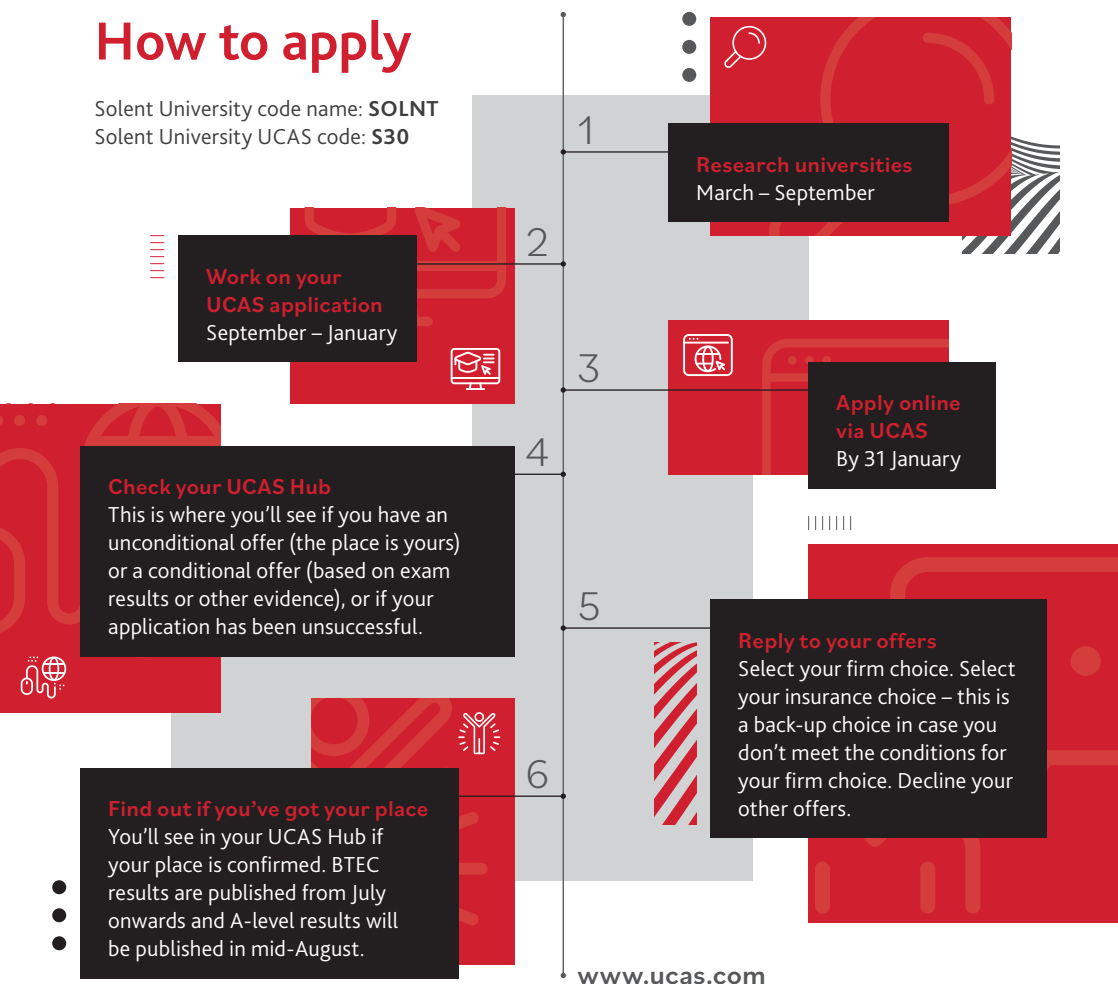 How to apply
Solent University code name: SOLNT
Solent University UCAS code: S30
1
Research universities
March – September
2
Work on your
UCAS application
September – January
3
Apply online
via UCAS
By 31 January
4
Check your UCAS Hub
This is where you’ll see if you have an
unconditional offer (the place is yours)
or a conditional offer (based on exam
results or other evidence), or if your
application has been unsuccessful.
5
Reply to your offers
Select your firm choice. Select
your insurance choice – this is
a back-up choice in case you
don’t meet the conditions for
your firm choice. Decline your
other offers.
6
Find out if you’ve got your place
You’ll see in your UCAS Hub if
your place is confirmed. BTEC
results are published from July
onwards and A-level results will
be published in mid-August.
www.ucas.com